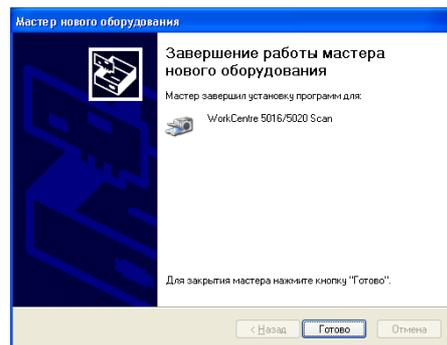 Мастер нового оборудования
Завершение работы мастера
нового оборудования
Мастер завершил установку программ для:
WorkCentre 5016/5020 Scan
Для закрытия мастера нажмите кнопку "Готово".
< Назад
Готово
Отмена